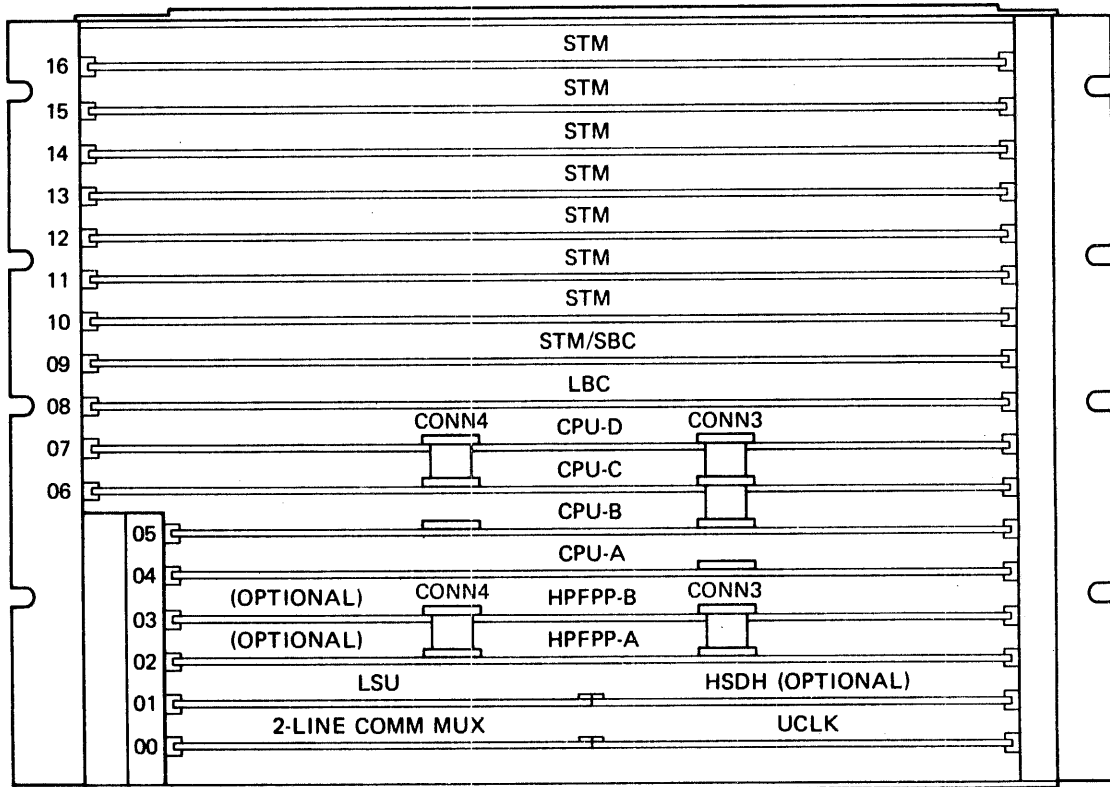 STM
16
STM
15
STM
14
STM
13
STM
12
STM
11
STM
10
STM/SBC
09
LBC
08
CONN4 CPU-D CONN3
07
CPU-C
06
CPU-B
05
CPU-A
04
(OPTIONAL) CONN4 HPFPP-B CONN3
03
(OPTIONAL) HPFPP-A
02
LSU HSDH (OPTIONAL)
01
2-LINE COMM MUX UCLK
00